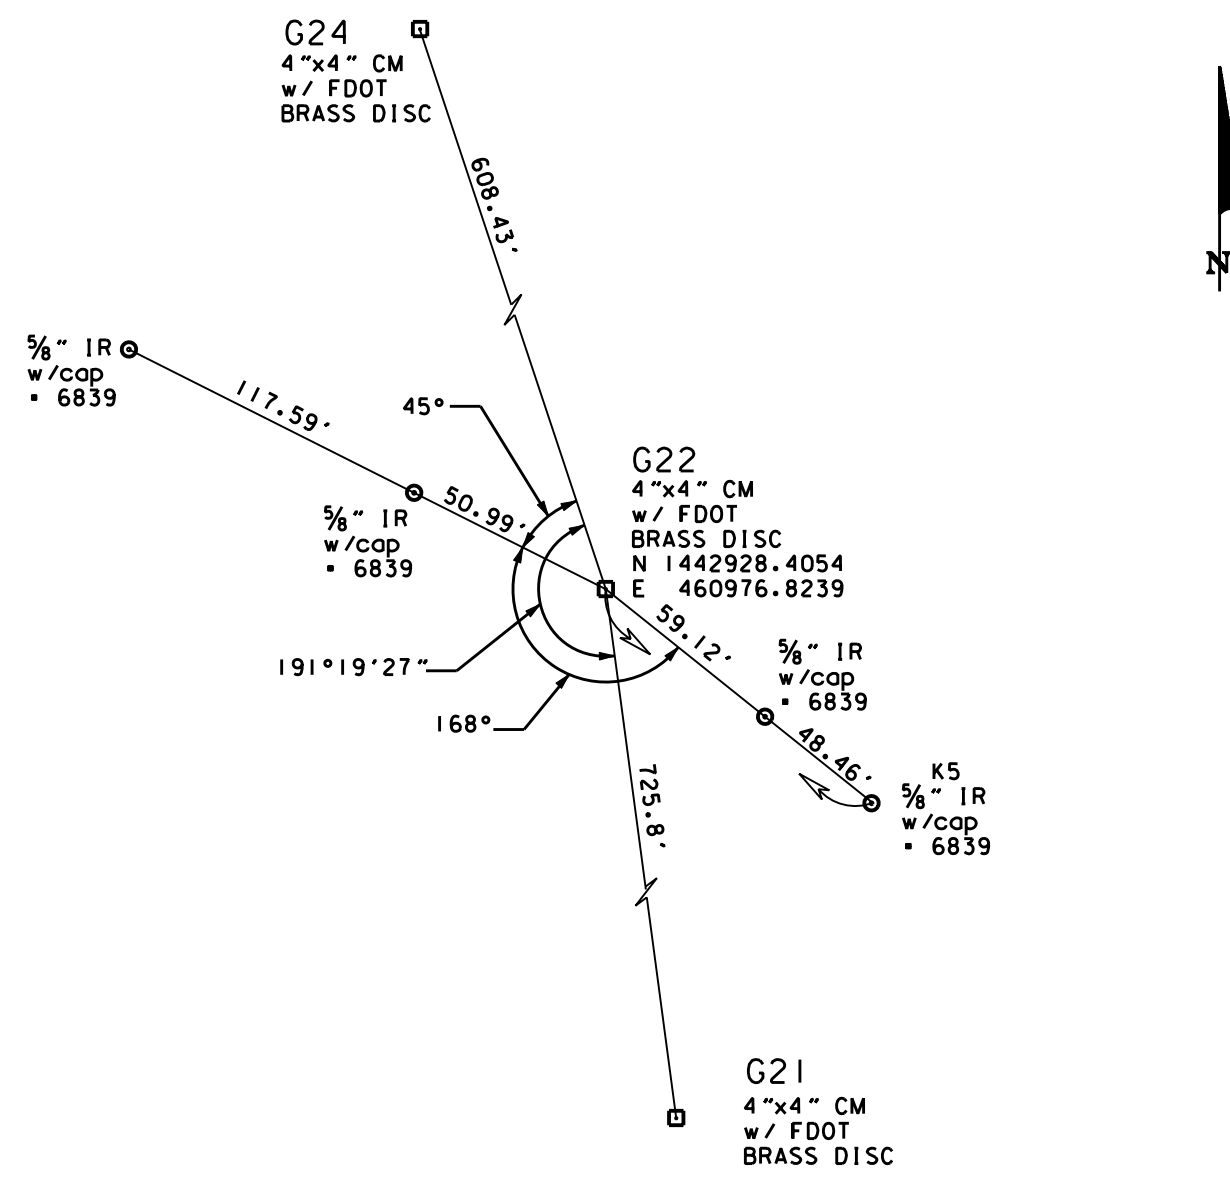 G24
4"x4" CM
w/ FDOT
BRASS DISC
608.43'
N
5/8" IR
w/cap
▪ 6839
117.59'
45°
50.99'
5/8" IR
w/cap
▪ 6839
G22
4"x4" CM
w/ FDOT
BRASS DISC
N 1442928.4054
E 460976.8239
59.12'
191°19'27"
168°
5/8" IR
w/cap
▪ 6839
48.46'
K5
5/8" IR
w/cap
▪ 6839
725.8'
G21
4"x4" CM
w/ FDOT
BRASS DISC